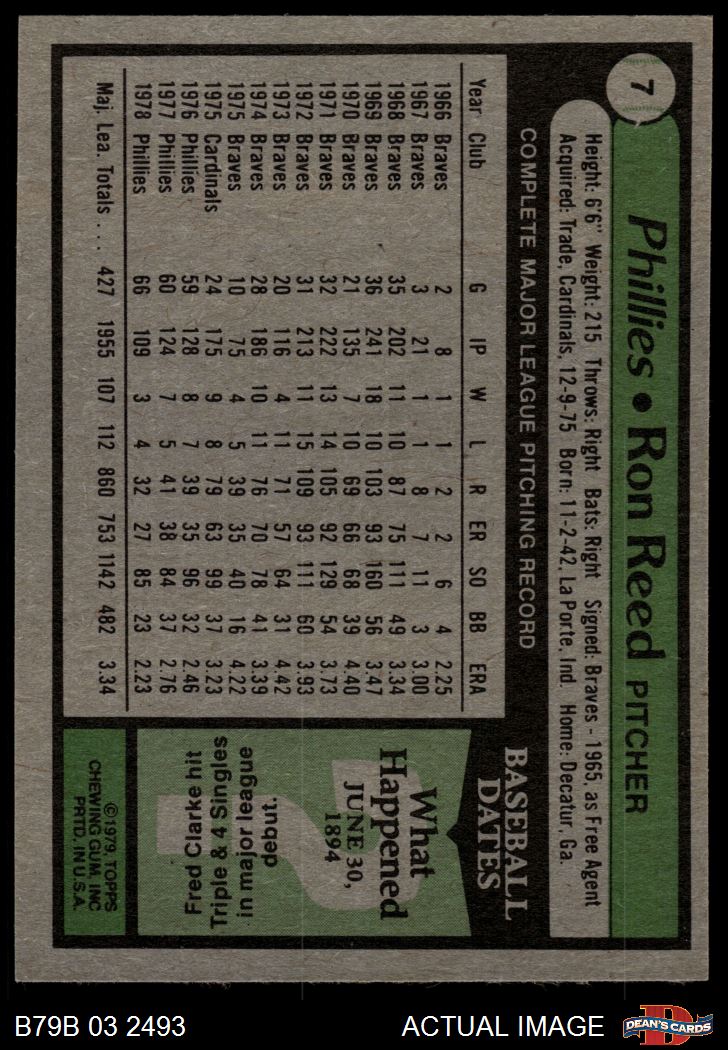 7
Phillies • Ron Reed PITCHER
Height: 6'6" Weight: 215 Throws: Right Bats: Right Signed: Braves - 1965, as Free Agent
Acquired: Trade, Cardinals, 12-9-75 Born: 11-2-42, La Porte, Ind. Home: Decatur, Ga.
COMPLETE MAJOR LEAGUE PITCHING RECORD
Year Club G IP W L R ER SO BB ERA
1966 Braves 2 8 1 1 2 2 6 4 2.25
1967 Braves 3 21 1 1 8 7 11 3 3.00
1968 Braves 35 202 11 10 87 75 111 49 3.34
1969 Braves 36 241 18 10 103 93 160 56 3.47
1970 Braves 21 135 7 10 69 66 68 39 4.40
1971 Braves 32 222 13 14 105 92 129 54 3.73
1972 Braves 31 213 11 15 109 93 111 60 3.93
1973 Braves 20 116 4 11 71 57 64 31 4.42
1974 Braves 28 186 10 11 76 70 78 41 3.39
1975 Braves 10 75 4 5 39 35 40 16 4.22
1975 Cardinals 24 175 9 8 79 63 99 37 3.23
1976 Phillies 59 128 8 7 39 35 96 32 2.46
1977 Phillies 60 124 7 5 41 38 84 37 2.76
1978 Phillies 66 109 3 4 32 27 85 23 2.23
Maj. Lea. Totals . . . 427 1955 107 112 860 753 1142 482 3.34
BASEBALL
DATES
What
Happened
JUNE 30,
1894
Fred Clarke hit
Triple & 4 Singles
in major league
debut.
©1979, TOPPS
CHEWING GUM, INC
PRTD. IN U.S.A.
B79B 03 2493
ACTUAL IMAGE
D
DEAN'S CARDS